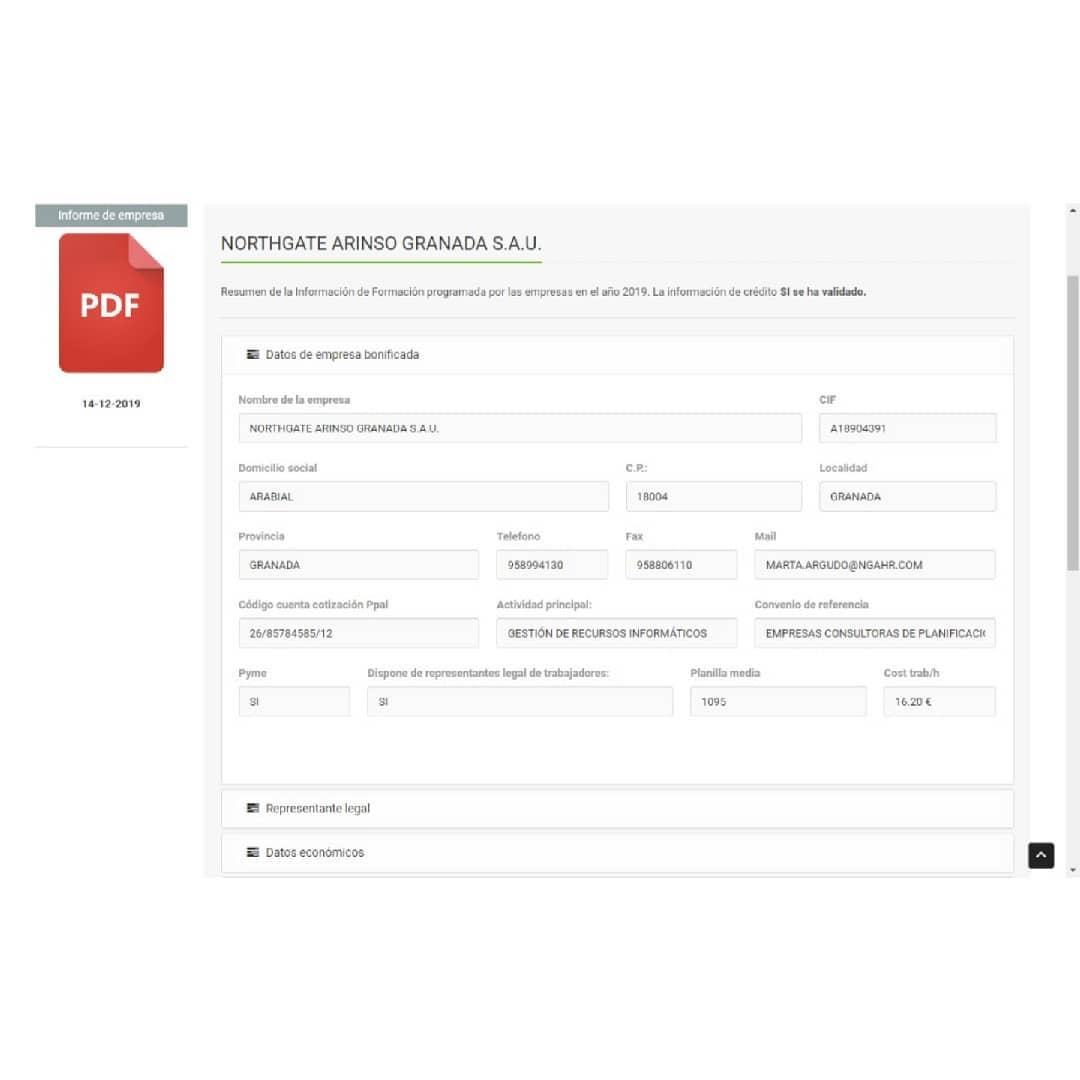 Informe de empresa
PDF
14-12-2019
NORTHGATE ARINSO GRANADA S.A.U.
Resumen de la Información de Formación programada por las empresas en el año 2019. La información de crédito SI se ha validado.
Datos de empresa bonificada
Nombre de la empresa CIF
NORTHGATE ARINSO GRANADA S.A.U. A18904391
Domicilio social C.P.: Localidad
ARABIAL 18004 GRANADA
Provincia Telefono Fax Mail
GRANADA 958994130 958806110 MARTA.ARGUDO@NGAHR.COM
Código cuenta cotización Ppal Actividad principal: Convenio de referencia
26/85784585/12 GESTIÓN DE RECURSOS INFORMÁTICOS EMPRESAS CONSULTORAS DE PLANIFICACI
Pyme Dispone de representantes legal de trabajadores: Planilla media Cost trab/h
SI SI 1095 16.20 €
Representante legal
Datos económicos